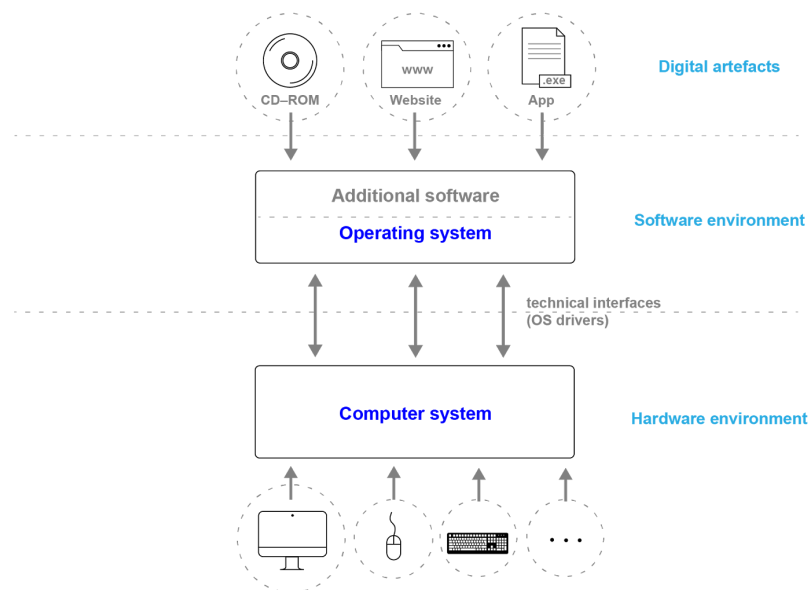 www
.exe
CD–ROM
Website
App
Digital artefacts
Additional software
Operating system
Software environment
technical interfaces
(OS drivers)
Computer system
Hardware environment